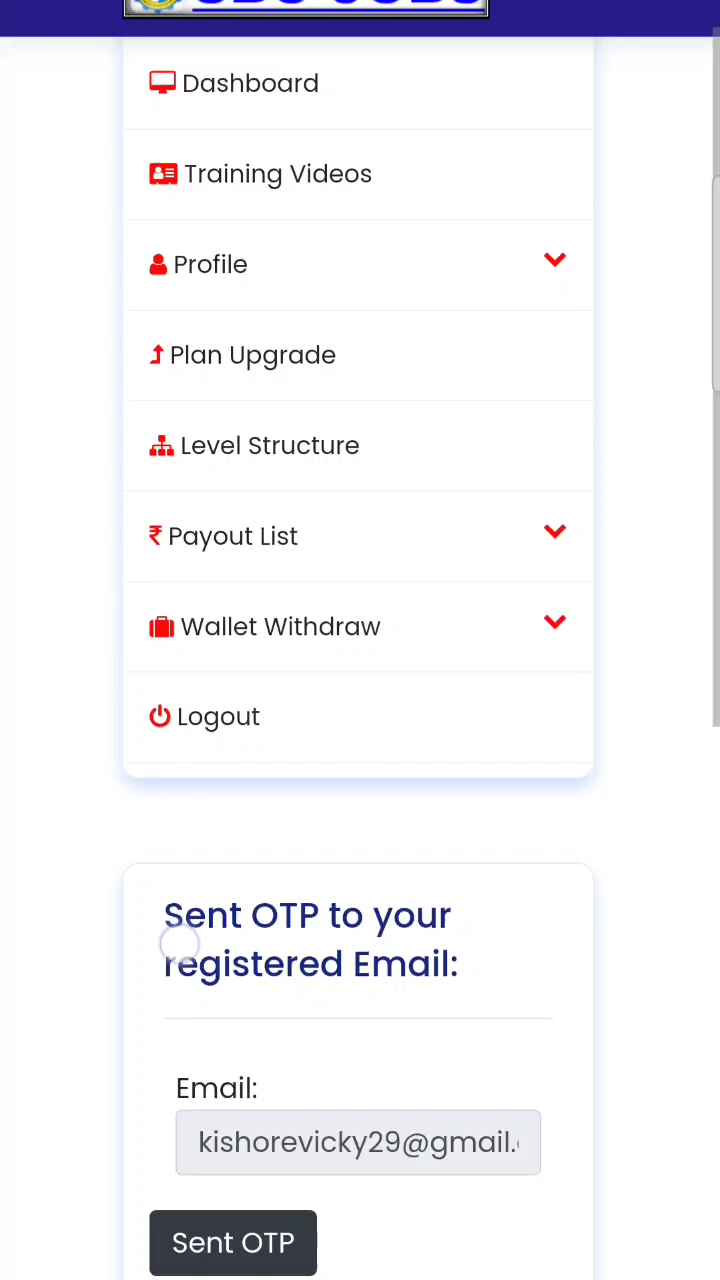 Dashboard
Training Videos
Profile
Plan Upgrade
Level Structure
₹ Payout List
Wallet Withdraw
Logout
Sent OTP to your
registered Email:
Email:
kishorevicky29@gmail.
Sent OTP